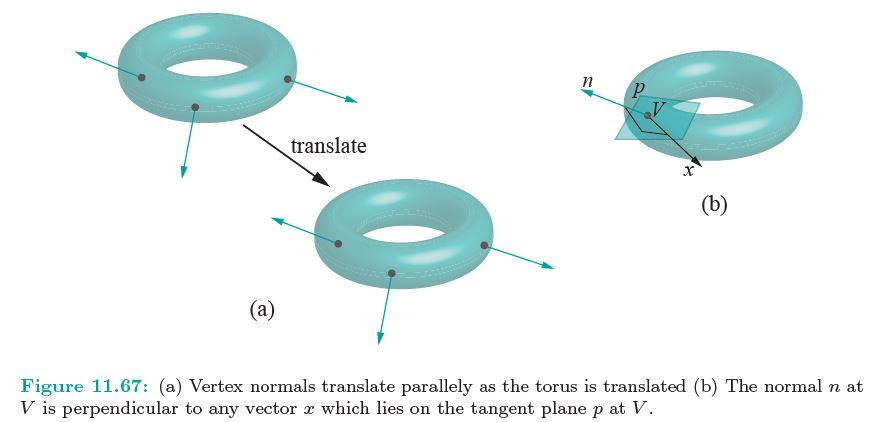 translate
(a)
n
p
V
x
(b)
Figure 11.67: (a) Vertex normals translate parallely as the torus is translated (b) The normal n at
V is perpendicular to any vector x which lies on the tangent plane p at V.